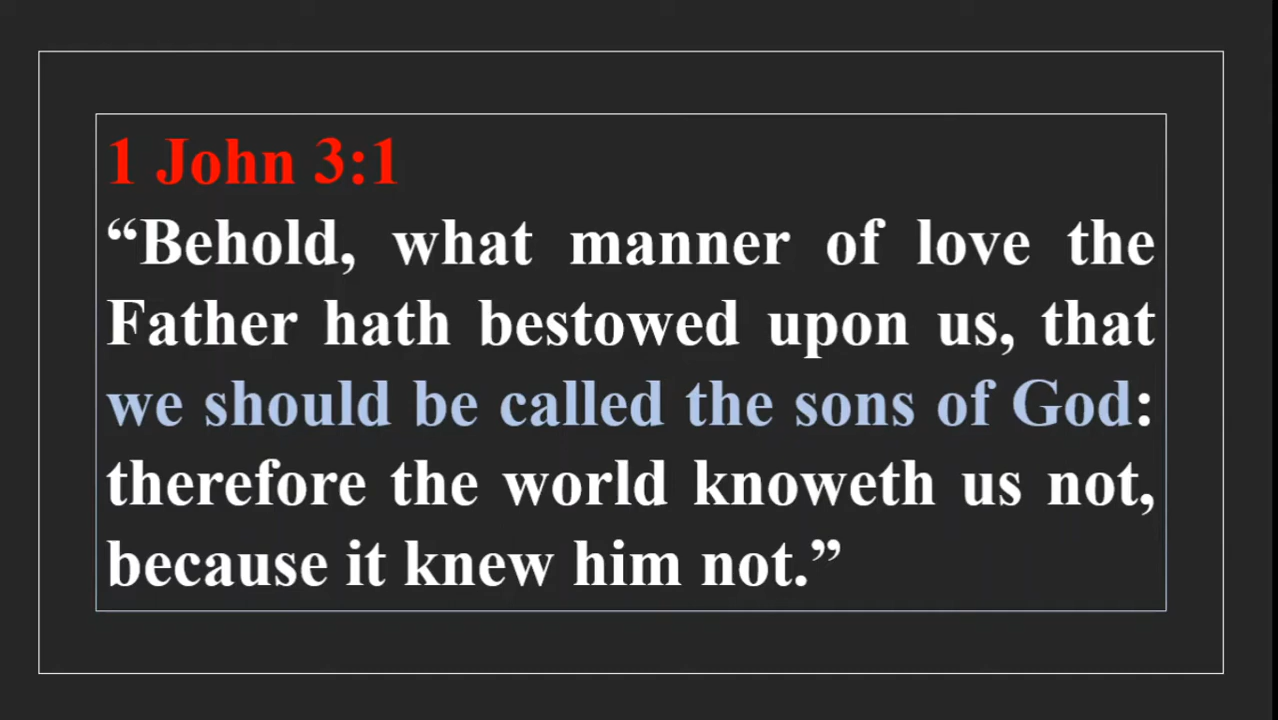 1 John 3:1
“Behold, what manner of love the
Father hath bestowed upon us, that
we should be called the sons of God:
therefore the world knoweth us not,
because it knew him not.”